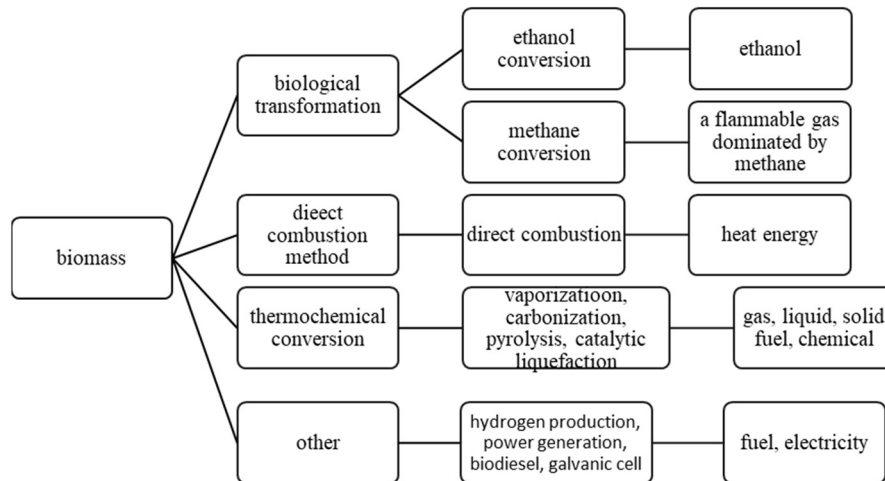 biomass
biological
transformation
ethanol
conversion
ethanol
methane
conversion
a flammable gas
dominated by
methane
dieect
combustion
method
direct combustion
heat energy
thermochemical
conversion
vaporizatioon,
carbonization,
pyrolysis, catalytic
liquefaction
gas, liquid, solid
fuel, chemical
other
hydrogen production,
power generation,
biodiesel, galvanic cell
fuel, electricity